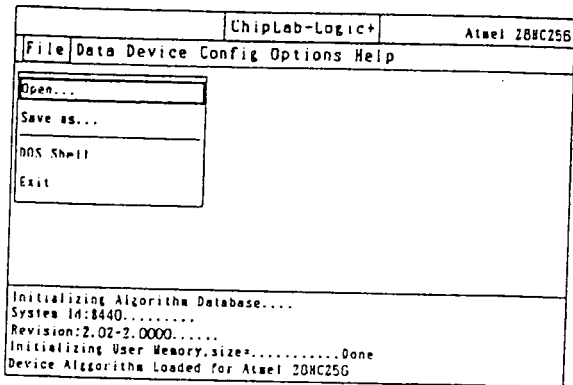 ChipLab-Logic+ Atmel 28HC256
File Data Device Config Options Help
Open...
Save as...
DOS Shell
Exit
Initializing Algorithm Database....
System Id:8440.........
Revision:2.02-2.0000......
Initializing User Memory,size=...........Done
Device Alggorithm Loaded for Atmel 28HC256